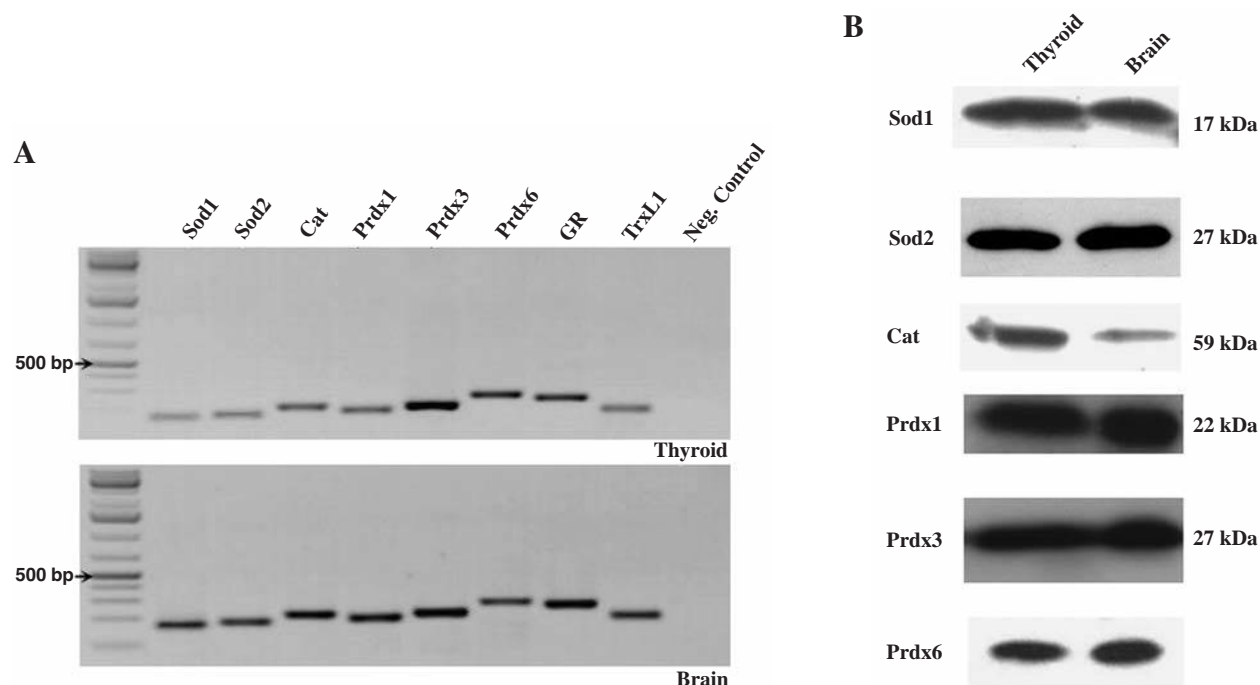 A
Sod1
Sod2
Cat
Prdx1
Prdx3
Prdx6
GR
TrxL1
Neg. Control
500 bp
Thyroid
500 bp
Brain
B
Thyroid
Brain
Sod1
17 kDa
Sod2
27 kDa
Cat
59 kDa
Prdx1
22 kDa
Prdx3
27 kDa
Prdx6